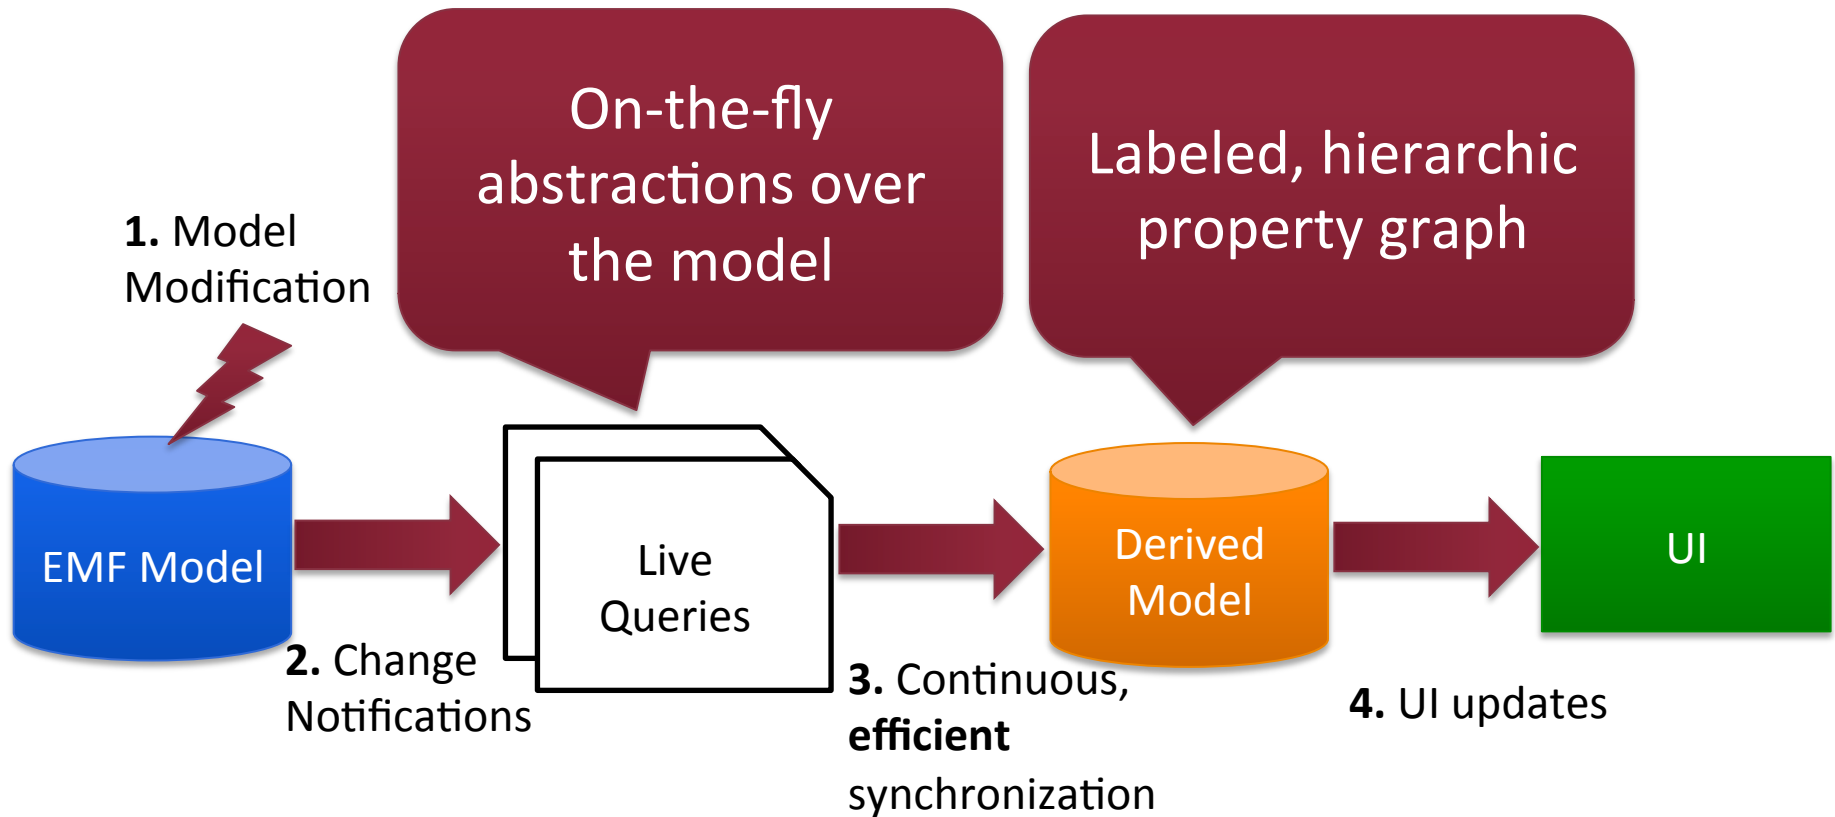 On-the-fly
abstractions over
the model
Labeled, hierarchic
property graph
1. Model
Modification
EMF Model
Live
Queries
Derived
Model
UI
2. Change
Notifications
3. Continuous,
efficient
synchronization
4. UI updates